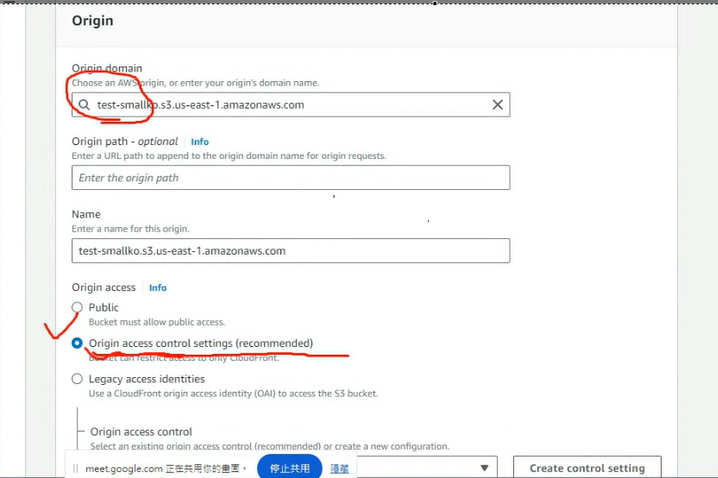 Origin
Origin domain
Choose an AWS origin, or enter your origin's domain name.
test-smallko.s3.us-east-1.amazonaws.com
Origin path - optional Info
Enter a URL path to append to the origin domain name for origin requests.
Enter the origin path
Name
Enter a name for this origin.
test-smallko.s3.us-east-1.amazonaws.com
Origin access Info
Public
Bucket must allow public access.
Origin access control settings (recommended)
Bucket can restrict access to only CloudFront.
Legacy access identities
Use a CloudFront origin access identity (OAI) to access the S3 bucket.
Origin access control
Select an existing origin access control (recommended) or create a new configuration.
meet.google.com 正在共用你的畫面。 停止共用 隱藏
Create control setting